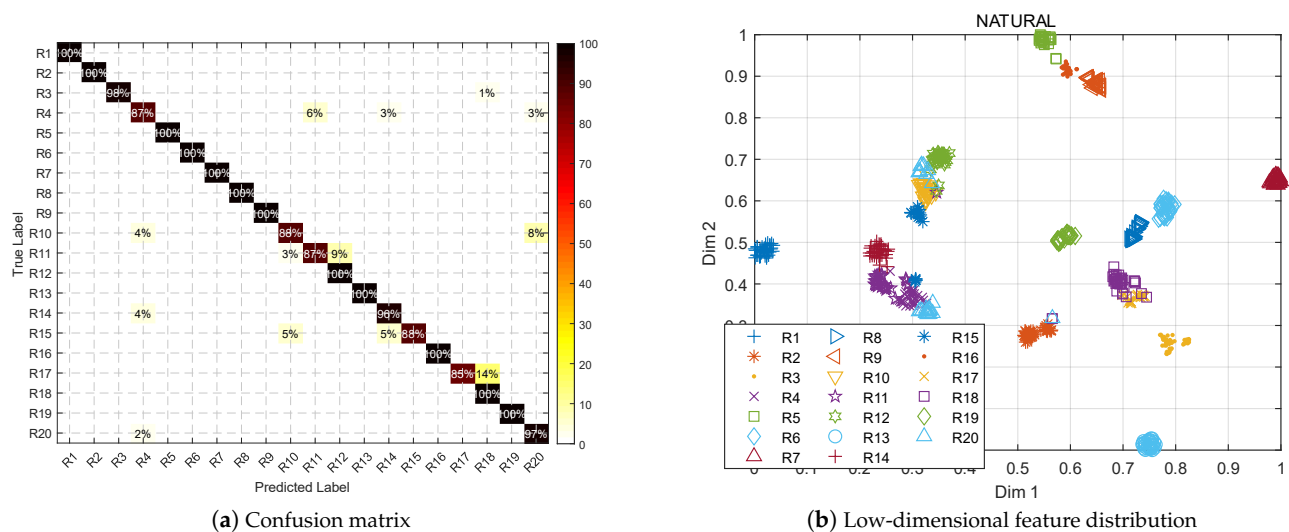 True Label
R1 100%
R2 100%
R3 98% 1%
R4 87% 6% 3% 3%
R5 100%
R6 100%
R7 100%
R8 100%
R9 100%
R10 4% 88% 8%
R11 3% 87% 9%
R12 100%
R13 100%
R14 4% 96%
R15 5% 5% 88%
R16 100%
R17 85% 14%
R18 100%
R19 100%
R20 2% 97%
R1 R2 R3 R4 R5 R6 R7 R8 R9 R10 R11 R12 R13 R14 R15 R16 R17 R18 R19 R20
Predicted Label
100
90
80
70
60
50
40
30
20
10
0
(a) Confusion matrix
NATURAL
Dim 2
1
0.9
0.8
0.7
0.6
0.5
0.4
R1 R8 R15
R2 R9 R16
R3 R10 R17
R4 R11 R18
R5 R12 R19
R6 R13 R20
R7 R14
0.5 0.6 0.7 0.8 0.9 1
Dim 1
(b) Low-dimensional feature distribution